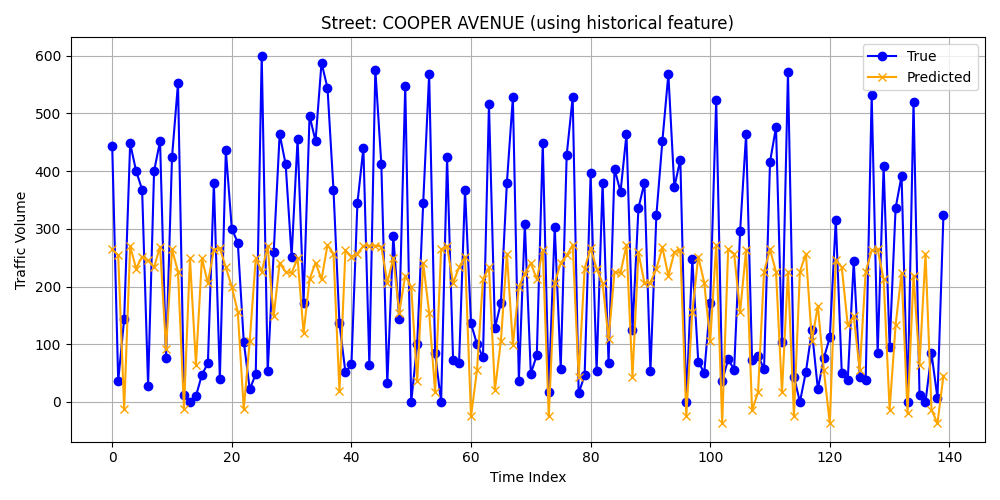 Street: COOPER AVENUE (using historical feature)
True
Predicted
Traffic Volume
600
500
400
300
200
100
0
0 20 40 60 80 100 120 140
Time Index